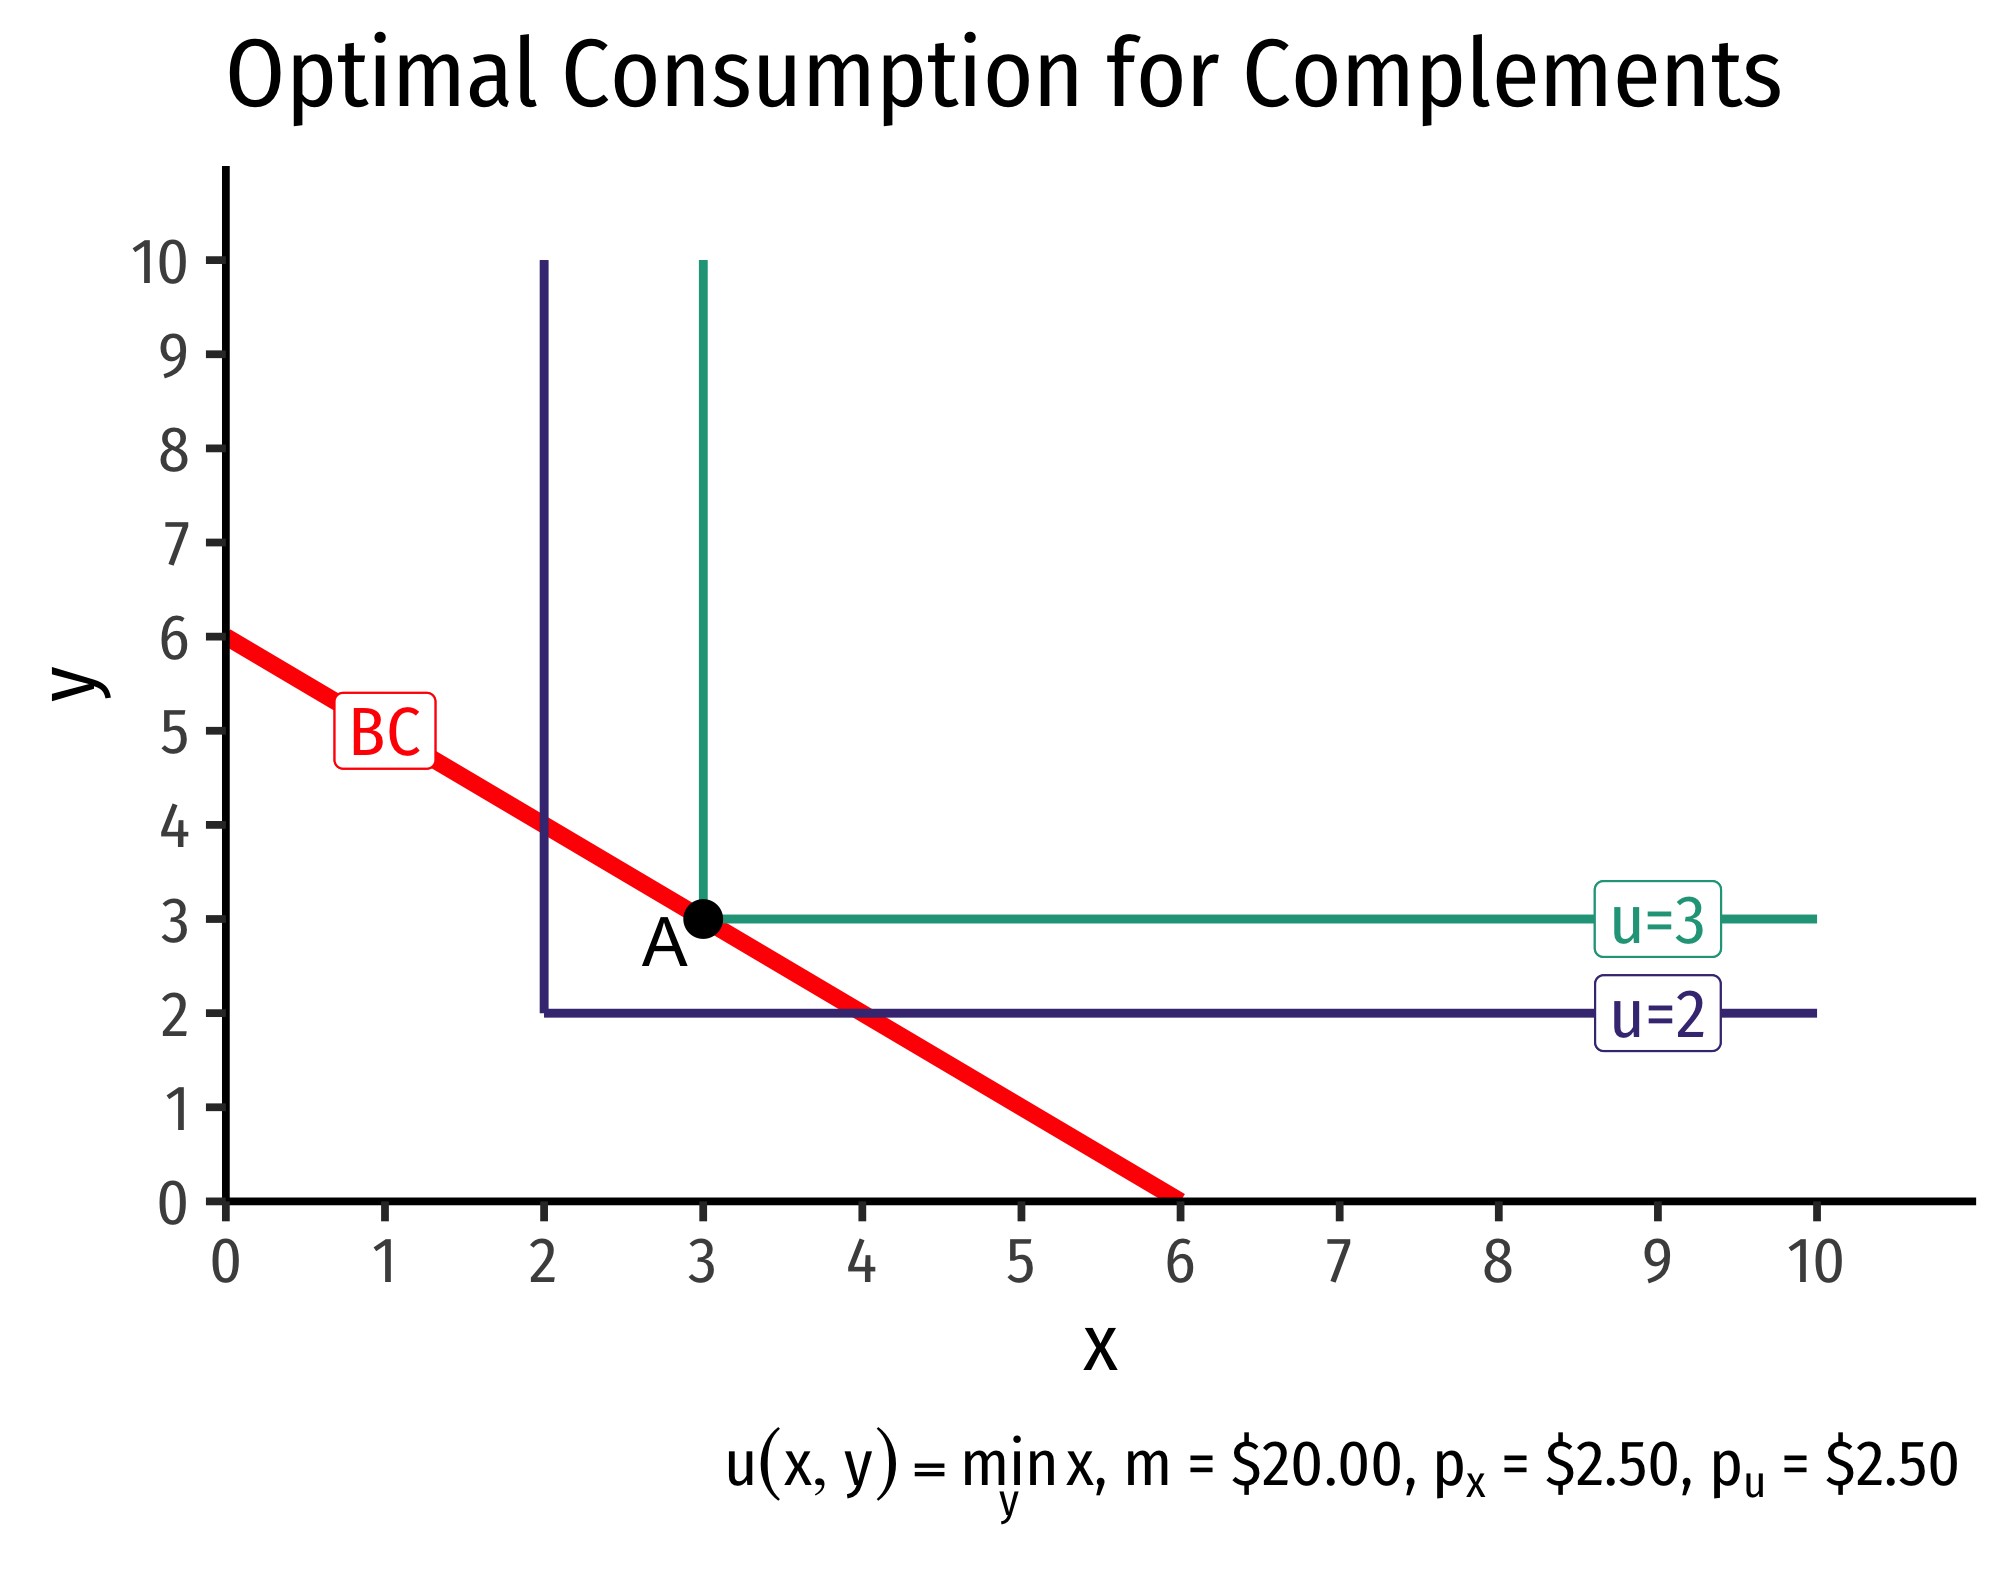 Optimal Consumption for Complements
10
9
8
7
6
5
4
3
2
1
0
y
BC
A
u=3
u=2
0 1 2 3 4 5 6 7 8 9 10
x
u(x, y) = min x, m = $20.00, pₓ = $2.50, pᵤ = $2.50
y